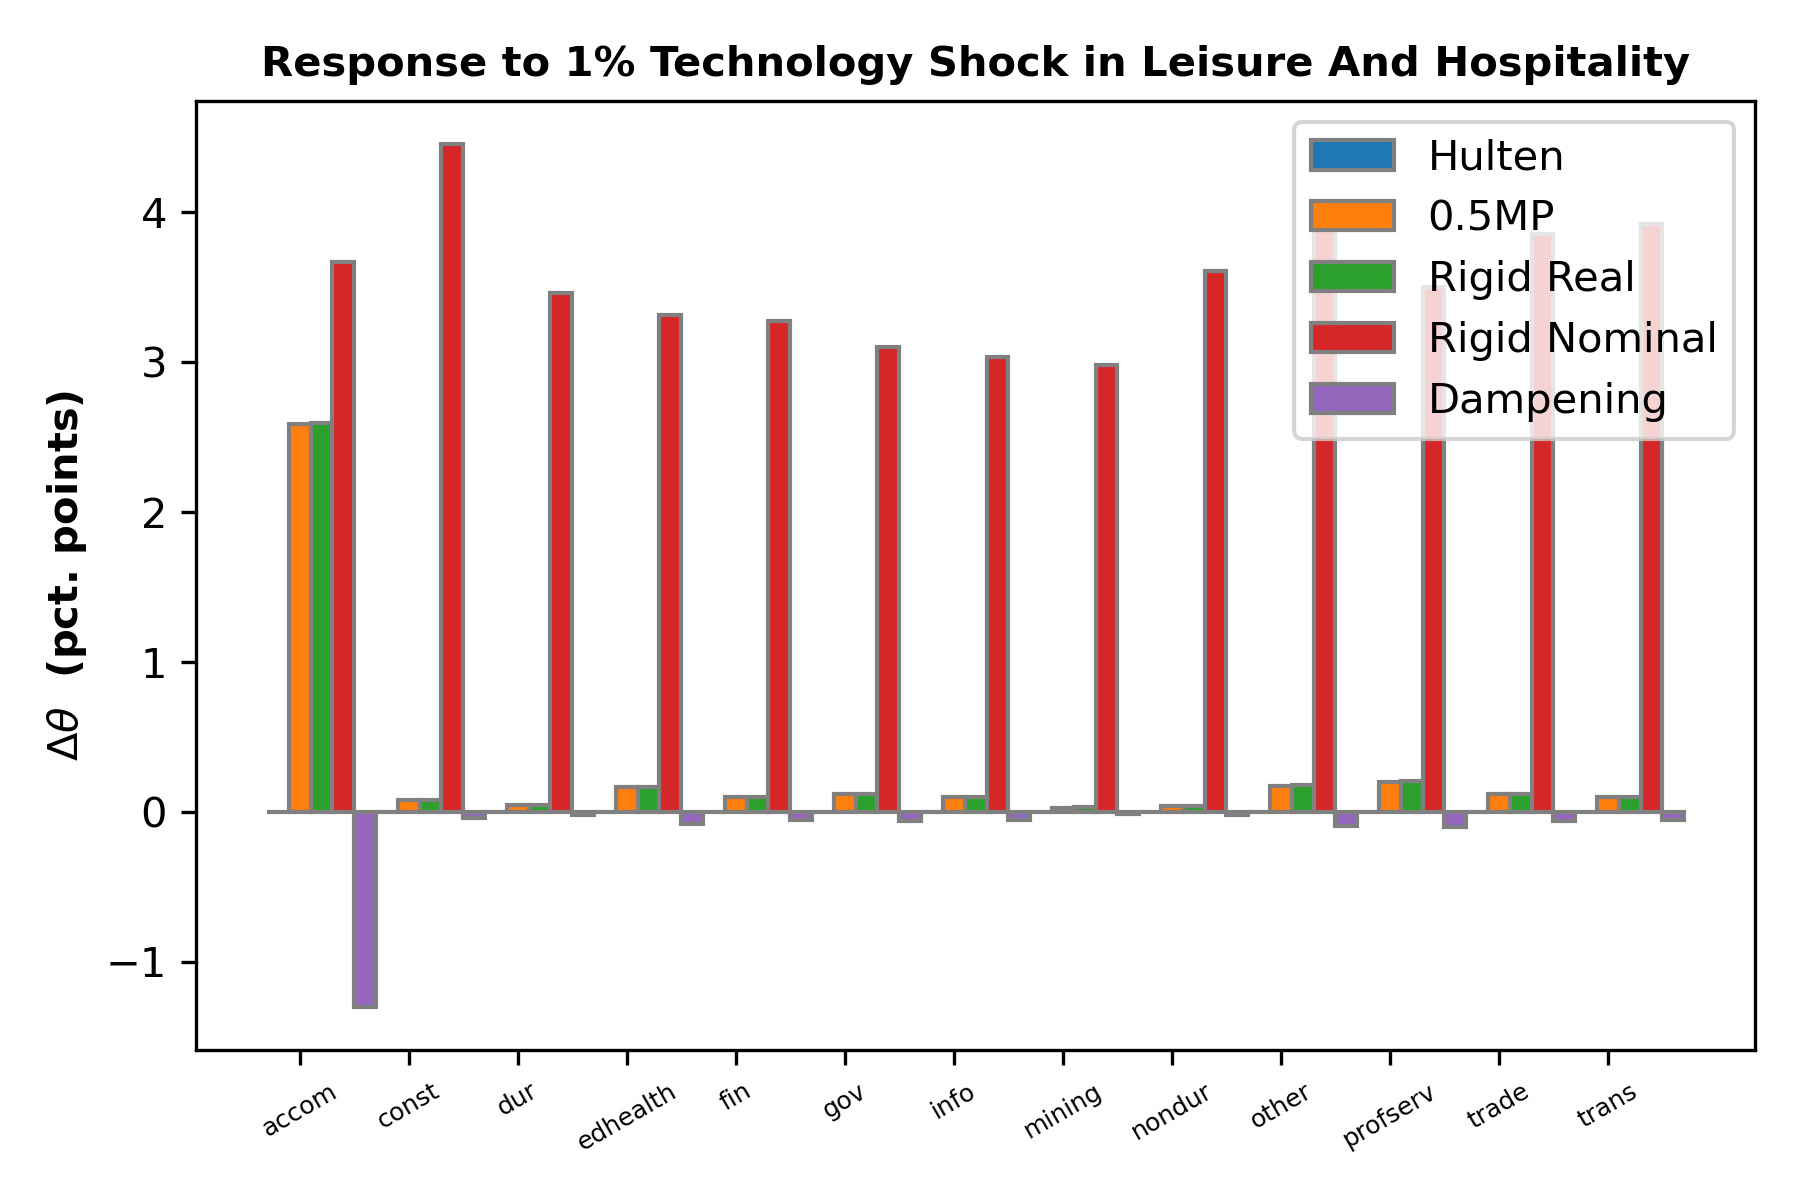 Response to 1% Technology Shock in Leisure And Hospitality
Δθ (pct. points)
4
3
2
1
0
−1
Hulten
0.5MP
Rigid Real
Rigid Nominal
Dampening
accom
const
dur
edhealth
fin
gov
info
mining
nondur
other
profserv
trade
trans